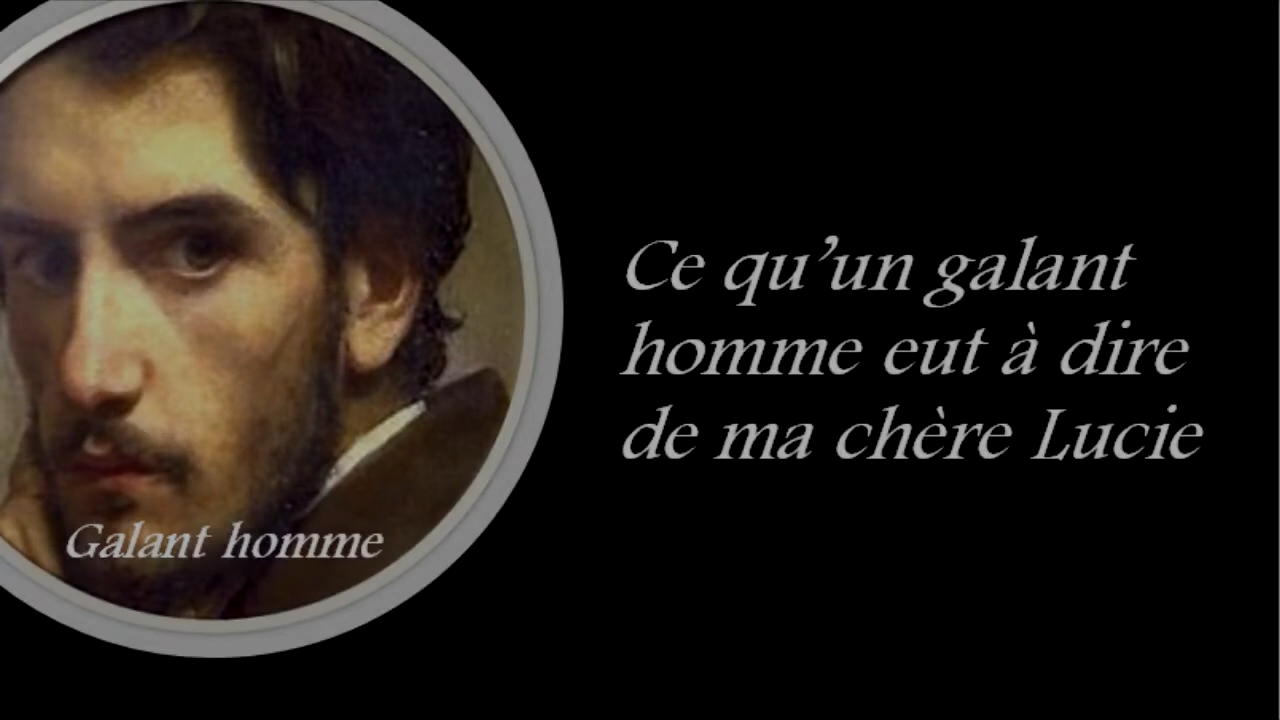 Ce qu’un galant
homme eut à dire
de ma chère Lucie
Galant homme